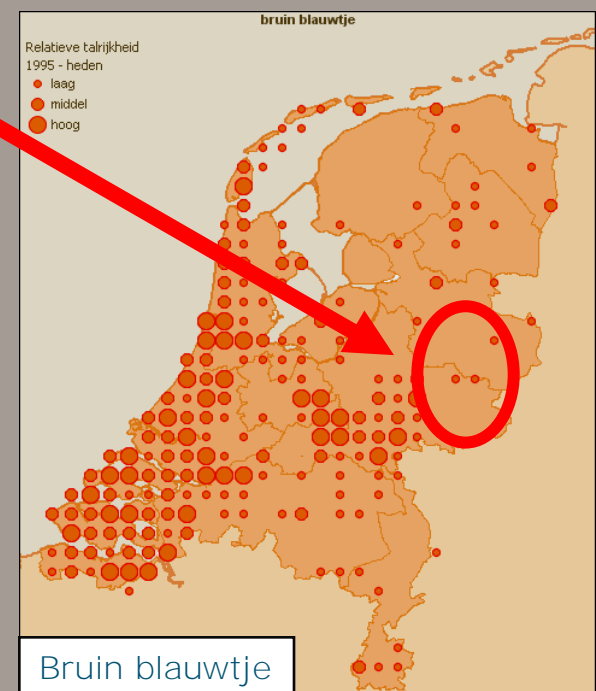 bruin blauwtje
Relatieve talrijkheid
1995 - heden
laag
middel
hoog
Bruin blauwtje